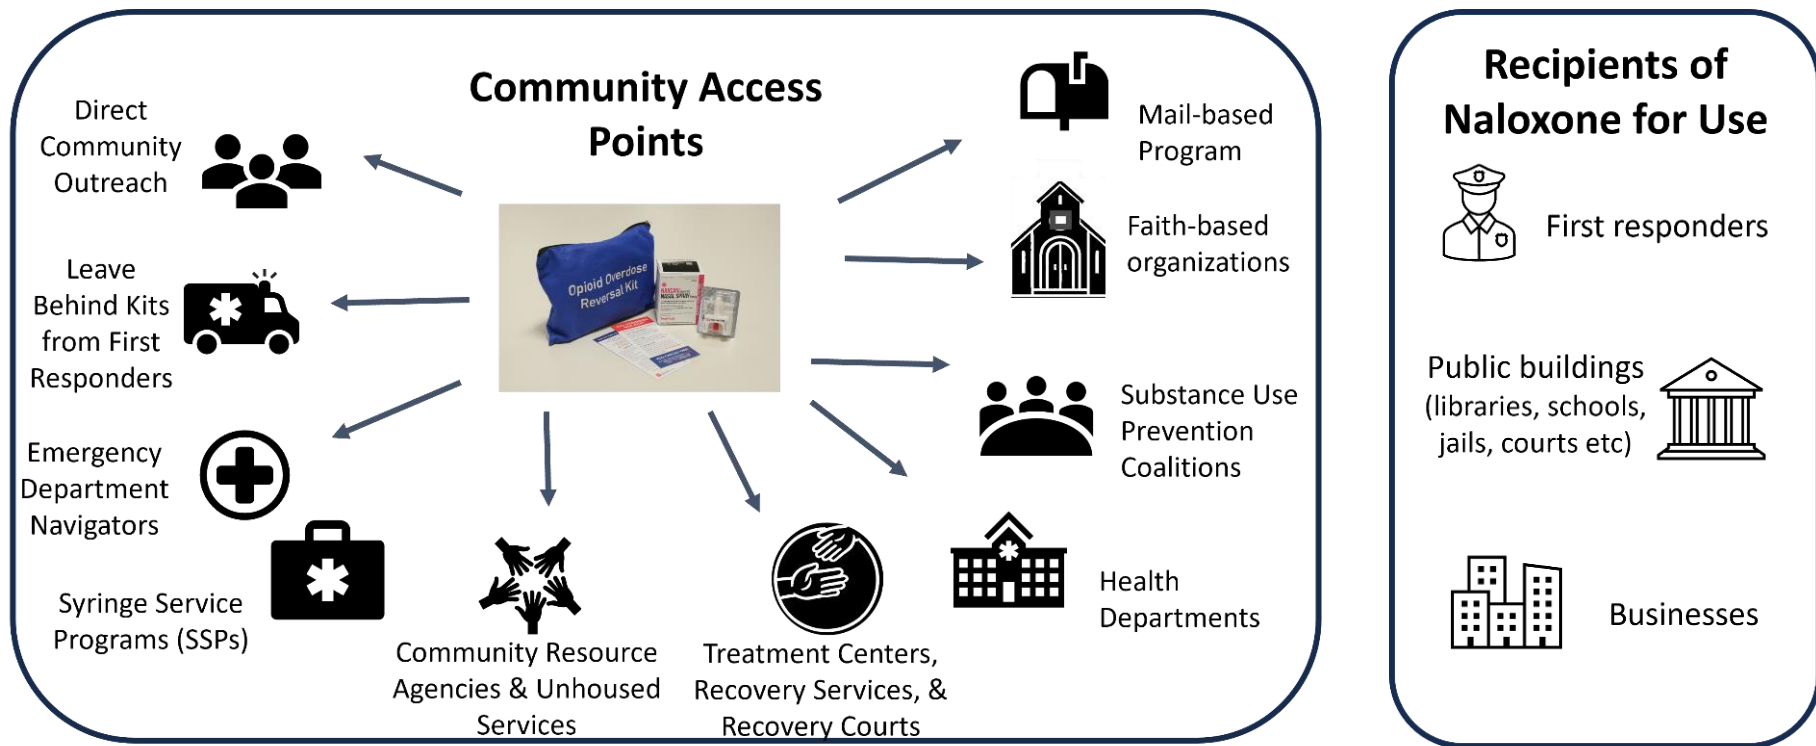 Community Access
Points
Direct
Community
Outreach
Leave
Behind Kits
from First
Responders
Emergency
Department
Navigators
Syringe Service
Programs (SSPs)
Community Resource
Agencies & Unhoused
Services
Treatment Centers,
Recovery Services, &
Recovery Courts
Health
Departments
Substance Use
Prevention
Coalitions
Faith-based
organizations
Mail-based
Program
Opioid Overdose
Reversal Kit
NASAL SPRAY
Recipients of
Naloxone for Use
First responders
Public buildings
(libraries, schools,
jails, courts etc)
Businesses